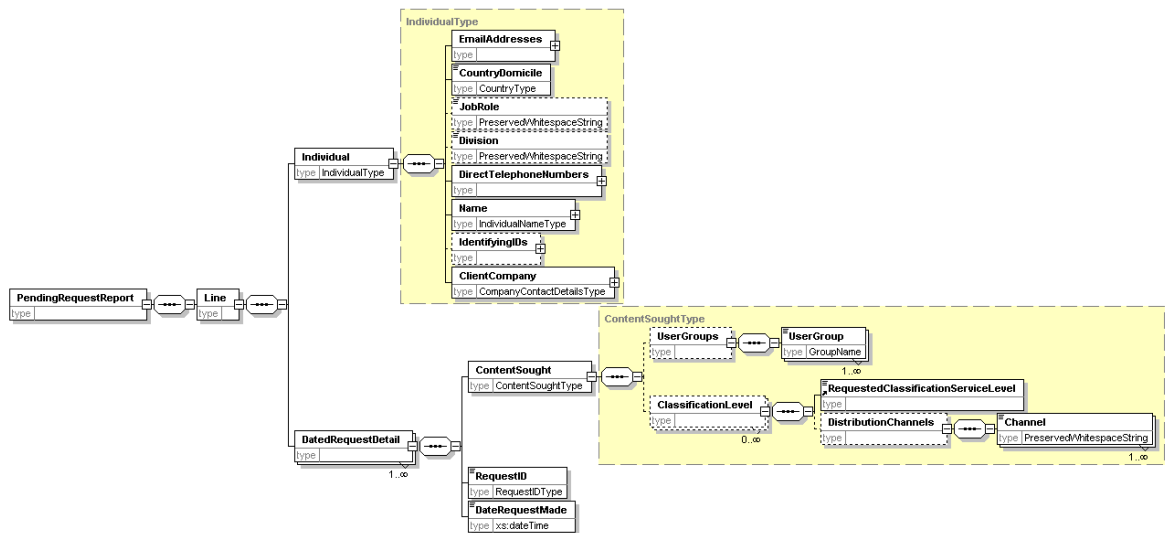 IndividualType
EmailAddresses
type
CountryDomicile
type CountryType
JobRole
type PreservedWhitespaceString
Division
type PreservedWhitespaceString
Individual
type IndividualType
DirectTelephoneNumbers
type
Name
type IndividualNameType
IdentifyingIDs
type
ClientCompany
type CompanyContactDetailsType
PendingRequestReport
type
Line
type
ContentSoughtType
UserGroups
type
UserGroup
type GroupName
1..∞
ContentSought
type ContentSoughtType
ClassificationLevel
type
0..∞
RequestedClassificationServiceLevel
type
DistributionChannels
type
Channel
type PreservedWhitespaceString
1..∞
DatedRequestDetail
type
1..∞
RequestID
type RequestIDType
DateRequestMade
type xs:dateTime